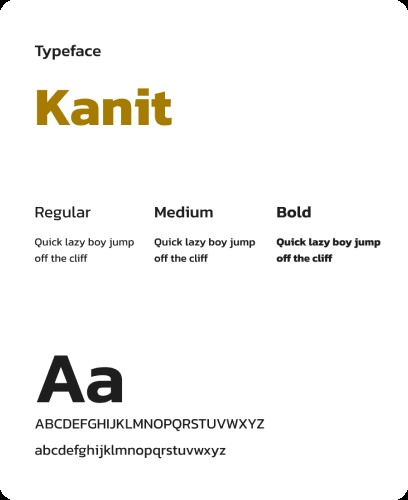 Typeface
Kanit
Regular
Medium
Bold
Quick lazy boy jump
off the cliff
Quick lazy boy jump
off the cliff
Quick lazy boy jump
off the cliff
Aa
ABCDEFGHIJKLMNOPQRSTUVWXYZ
abcdefghijklmnopqrstuvwxyz